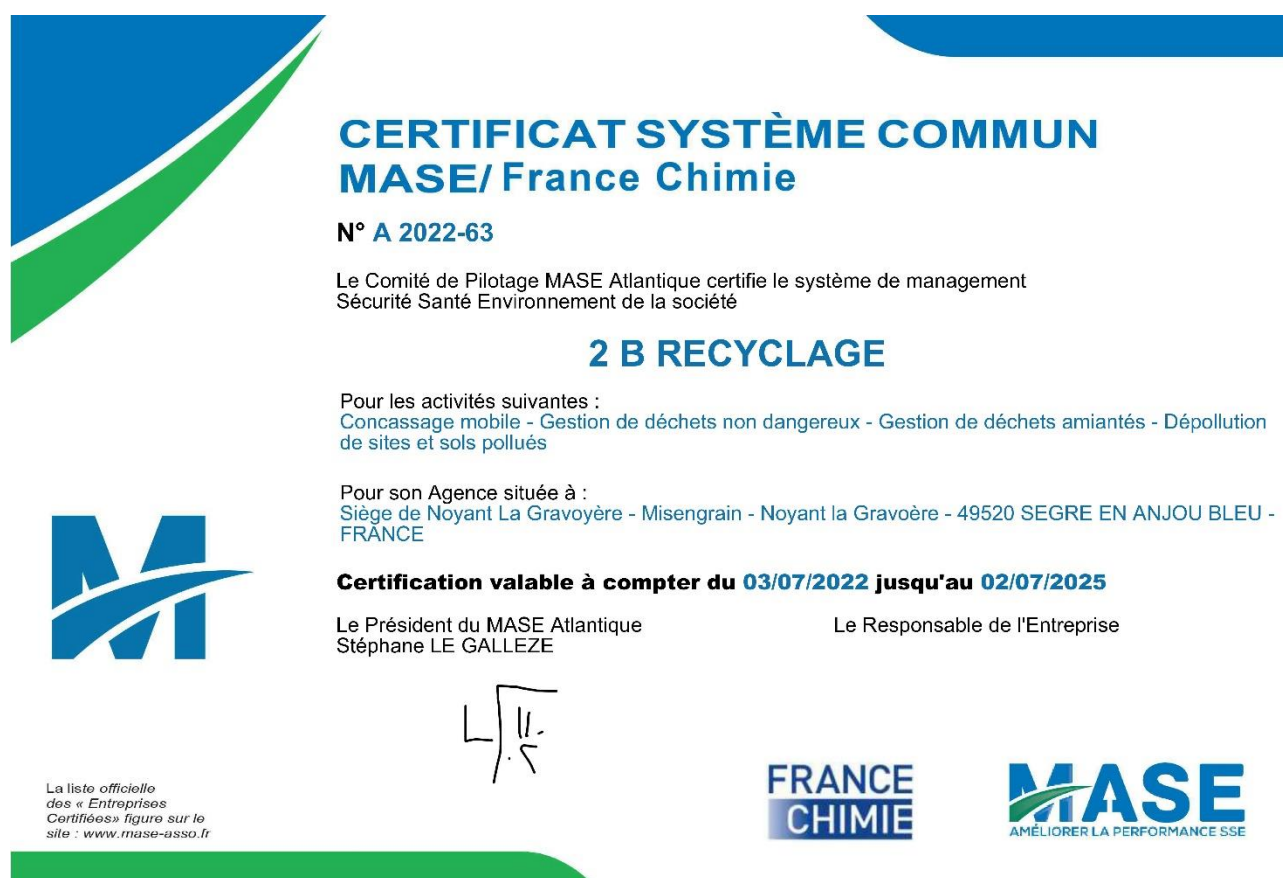 CERTIFICAT SYSTÈME COMMUN
MASE/ France Chimie
N° A 2022-63
Le Comité de Pilotage MASE Atlantique certifie le système de management
Sécurité Santé Environnement de la société
2 B RECYCLAGE
Pour les activités suivantes :
Concassage mobile - Gestion de déchets non dangereux - Gestion de déchets amiantés - Dépollution
de sites et sols pollués
Pour son Agence située à :
Siège de Noyant La Gravoyère - Misengrain - Noyant la Gravoère - 49520 SEGRE EN ANJOU BLEU -
FRANCE
Certification valable à compter du 03/07/2022 jusqu'au 02/07/2025
Le Président du MASE Atlantique
Stéphane LE GALLEZE
Le Responsable de l'Entreprise
La liste officielle
des « Entreprises
Certifiées» figure sur le
site : www.mase-asso.fr
FRANCE
CHIMIE
MASE
AMÉLIORER LA PERFORMANCE SSE